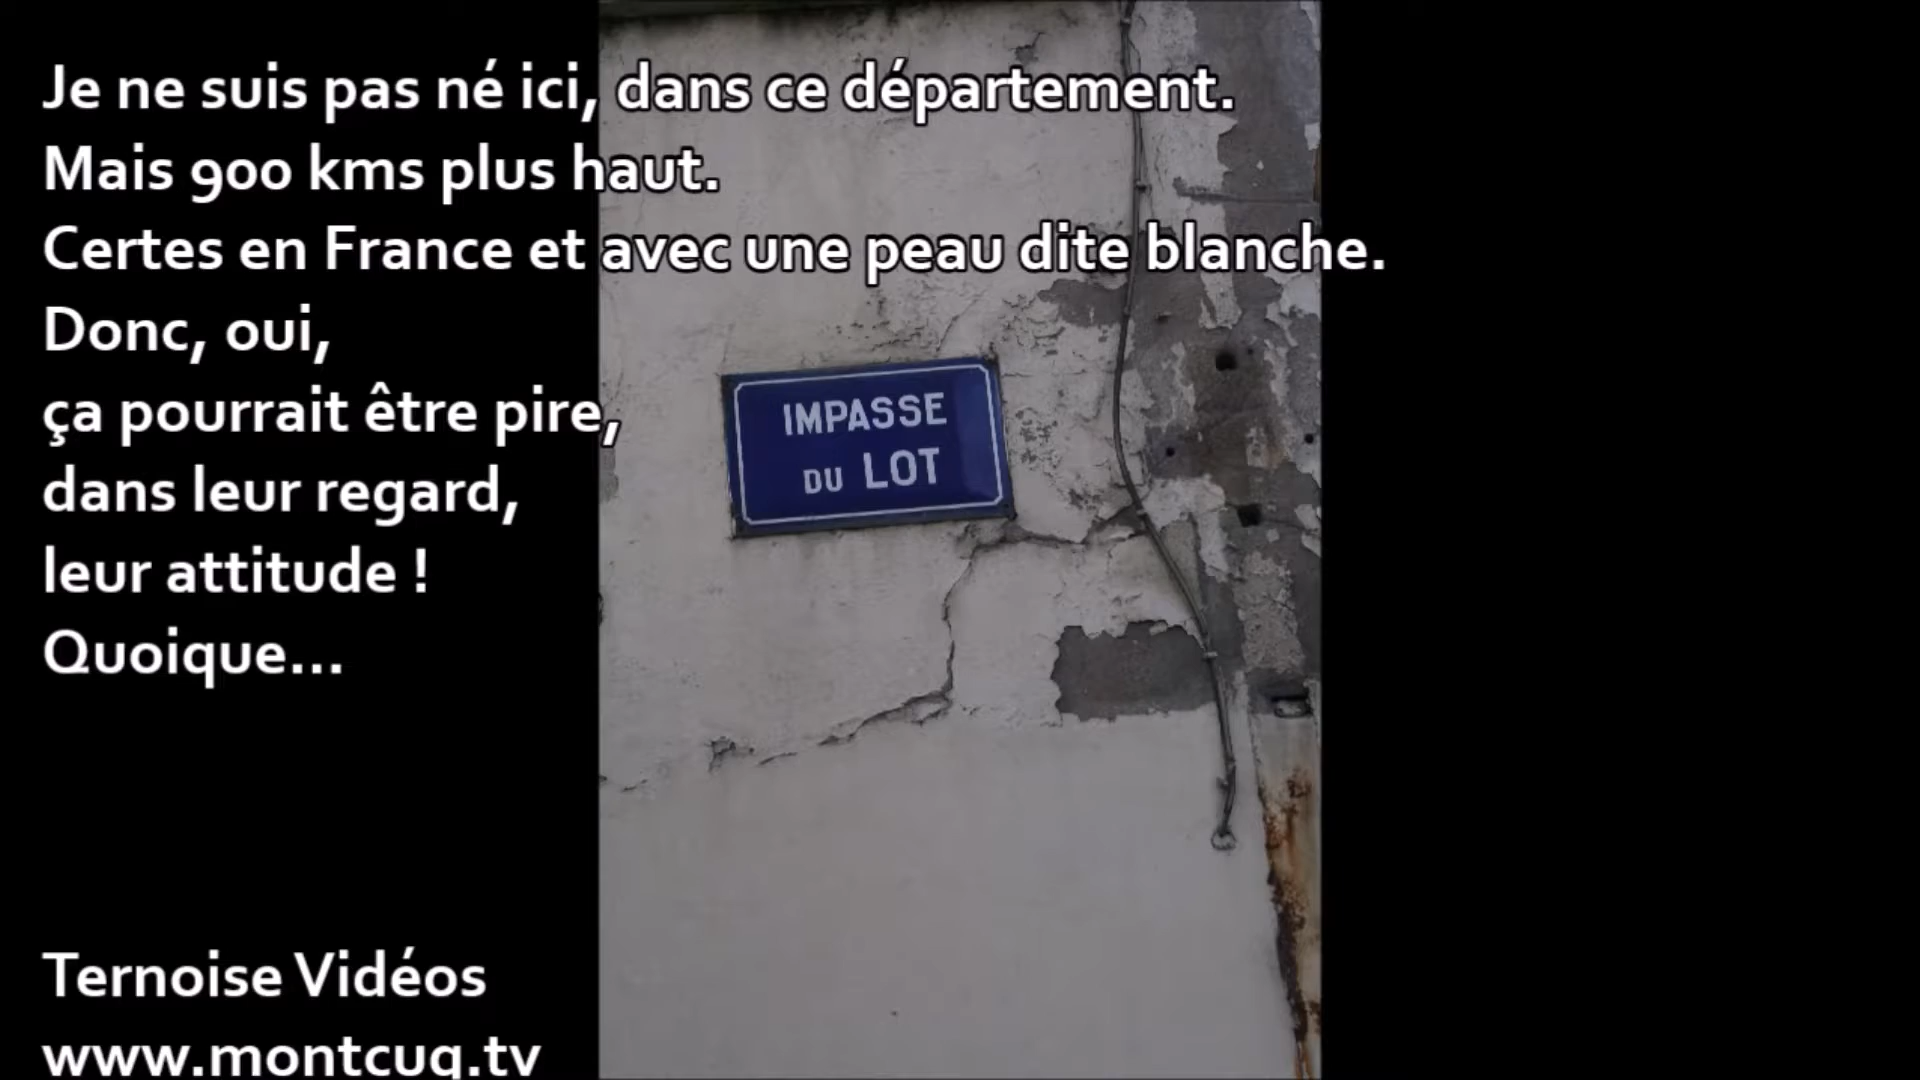 Je ne suis pas né ici, dans ce département.
Mais 900 kms plus haut.
Certes en France et avec une peau dite blanche.
Donc, oui,
ça pourrait être pire,
dans leur regard,
leur attitude !
Quoique...
IMPASSE
DU LOT
Ternoise Vidéos
www.montcuq.tv